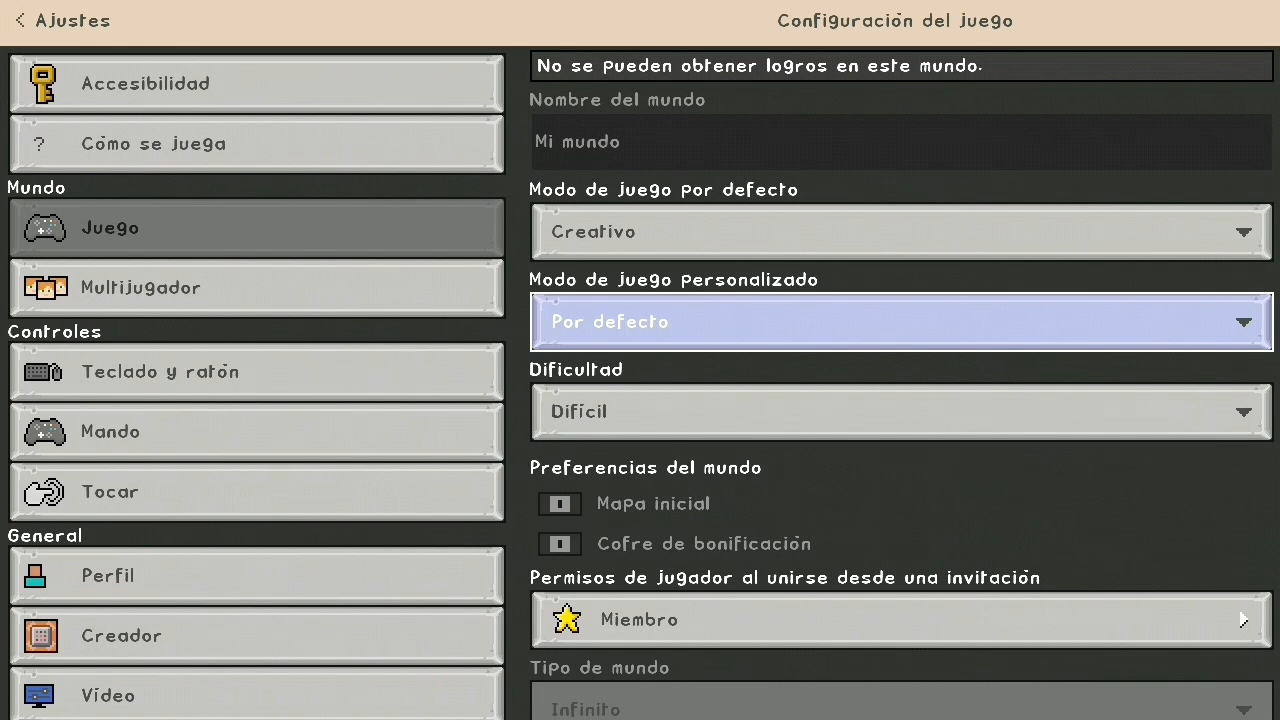 Ajustes
Configuración del juego
Accesibilidad
? Cómo se juega
Mundo
Juego
Multijugador
Controles
Teclado y ratón
Mando
Tocar
General
Perfil
Creador
Vídeo
No se pueden obtener logros en este mundo.
Nombre del mundo
Mi mundo
Modo de juego por defecto
Creativo
Modo de juego personalizado
Por defecto
Dificultad
Difícil
Preferencias del mundo
Mapa inicial
Cofre de bonificación
Permisos de jugador al unirse desde una invitación
Miembro
Tipo de mundo
Infinito